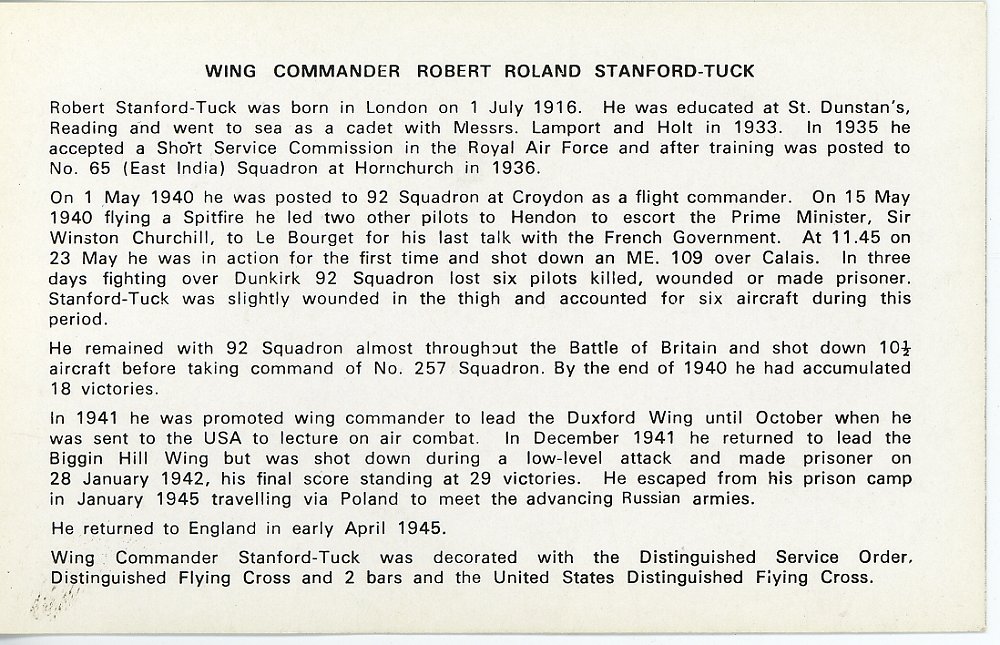 WING COMMANDER ROBERT ROLAND STANFORD-TUCK
Robert Stanford-Tuck was born in London on 1 July 1916. He was educated at St. Dunstan's,
Reading and went to sea as a cadet with Messrs. Lamport and Holt in 1933. In 1935 he
accepted a Short Service Commission in the Royal Air Force and after training was posted to
No. 65 (East India) Squadron at Hornchurch in 1936.
On 1 May 1940 he was posted to 92 Squadron at Croydon as a flight commander. On 15 May
1940 flying a Spitfire he led two other pilots to Hendon to escort the Prime Minister, Sir
Winston Churchill, to Le Bourget for his last talk with the French Government. At 11.45 on
23 May he was in action for the first time and shot down an ME. 109 over Calais. In three
days fighting over Dunkirk 92 Squadron lost six pilots killed, wounded or made prisoner.
Stanford-Tuck was slightly wounded in the thigh and accounted for six aircraft during this
period.
He remained with 92 Squadron almost throughout the Battle of Britain and shot down 10½
aircraft before taking command of No. 257 Squadron. By the end of 1940 he had accumulated
18 victories.
In 1941 he was promoted wing commander to lead the Duxford Wing until October when he
was sent to the USA to lecture on air combat. In December 1941 he returned to lead the
Biggin Hill Wing but was shot down during a low-level attack and made prisoner on
28 January 1942, his final score standing at 29 victories. He escaped from his prison camp
in January 1945 travelling via Poland to meet the advancing Russian armies.
He returned to England in early April 1945.
Wing Commander Stanford-Tuck was decorated with the Distinguished Service Order,
Distinguished Flying Cross and 2 bars and the United States Distinguished Flying Cross.